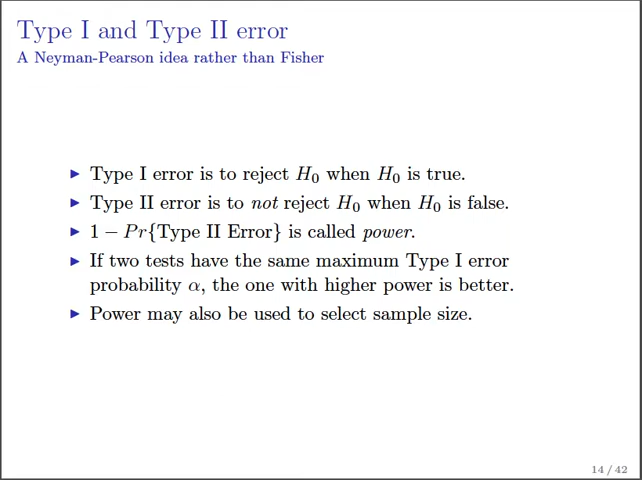 Type I and Type II error
A Neyman-Pearson idea rather than Fisher
▶ Type I error is to reject H₀ when H₀ is true.
▶ Type II error is to not reject H₀ when H₀ is false.
▶ 1 − Pr{Type II Error} is called power.
▶ If two tests have the same maximum Type I error
probability α, the one with higher power is better.
▶ Power may also be used to select sample size.
14 / 42